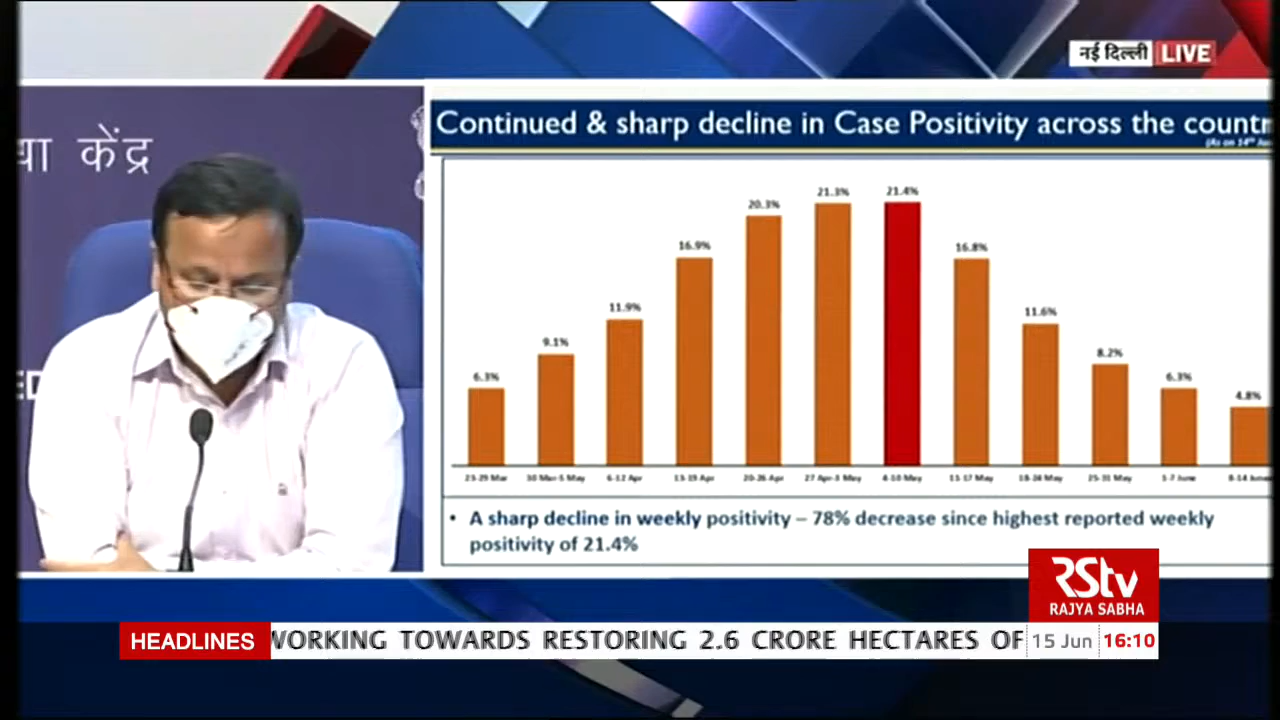 नई दिल्ली LIVE
केंद्र
Continued & sharp decline in Case Positivity across the
21.3%
21.4%
20.3%
16.9%
16.8%
11.9%
11.6%
9.1%
8.2%
6.3%
6.3%
4.8%
23-29 Mar 30 Mar-5 May 6-12 Apr 13-19 Apr 20-26 Apr 27 Apr-3 May 4-10 May 11-17 May 18-24 May 25-31 May 1-7 June 8-14 June
• A sharp decline in weekly positivity – 78% decrease since highest reported weekly
positivity of 21.4%
RStv
RAJYA SABHA
HEADLINES WORKING TOWARDS RESTORING 2.6 CRORE HECTARES OF 15 Jun 16:10